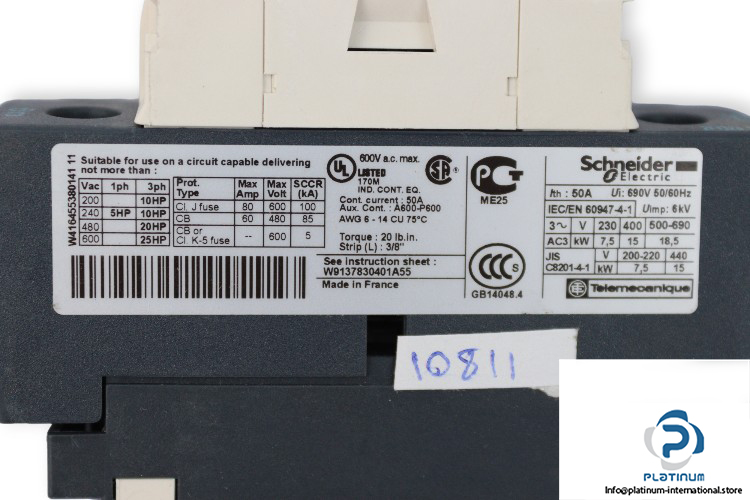 W416455380141 11
Suitable for use on a circuit capable delivering
not more than :
Vac 1ph 3ph
200 10HP
240 5HP 10HP
480 20HP
600 25HP
Prot. Type Max Amp Max Volt SCCR (kA)
Cl. J fuse 80 600 100
CB 60 480 85
CB or Cl. K-5 fuse -- 600 5
UL
LISTED
170M
IND. CONT. EQ.
600V a.c. max.
SA
Cont. current : 50A
Aux. Cont. : A600-P600
AWG 6 - 14 CU 75°C
Torque : 20 lb.in.
Strip (L) : 3/8"
See instruction sheet :
W9137830401A55
Made in France
ME25
CCC
GB14048.4
Schneider
Electric
Ith : 50A Ui : 690V 50/60Hz
IEC/EN 60947-4-1 Uimp: 6kV
3~ V 230 400 500-690
AC3 kW 7,5 15 18,5
JIS V 200-220 440
C8201-4-1 kW 7,5 15
Telemecanique
10811
PLATINUM
INTERNATIONAL
Info@platinum-international.store